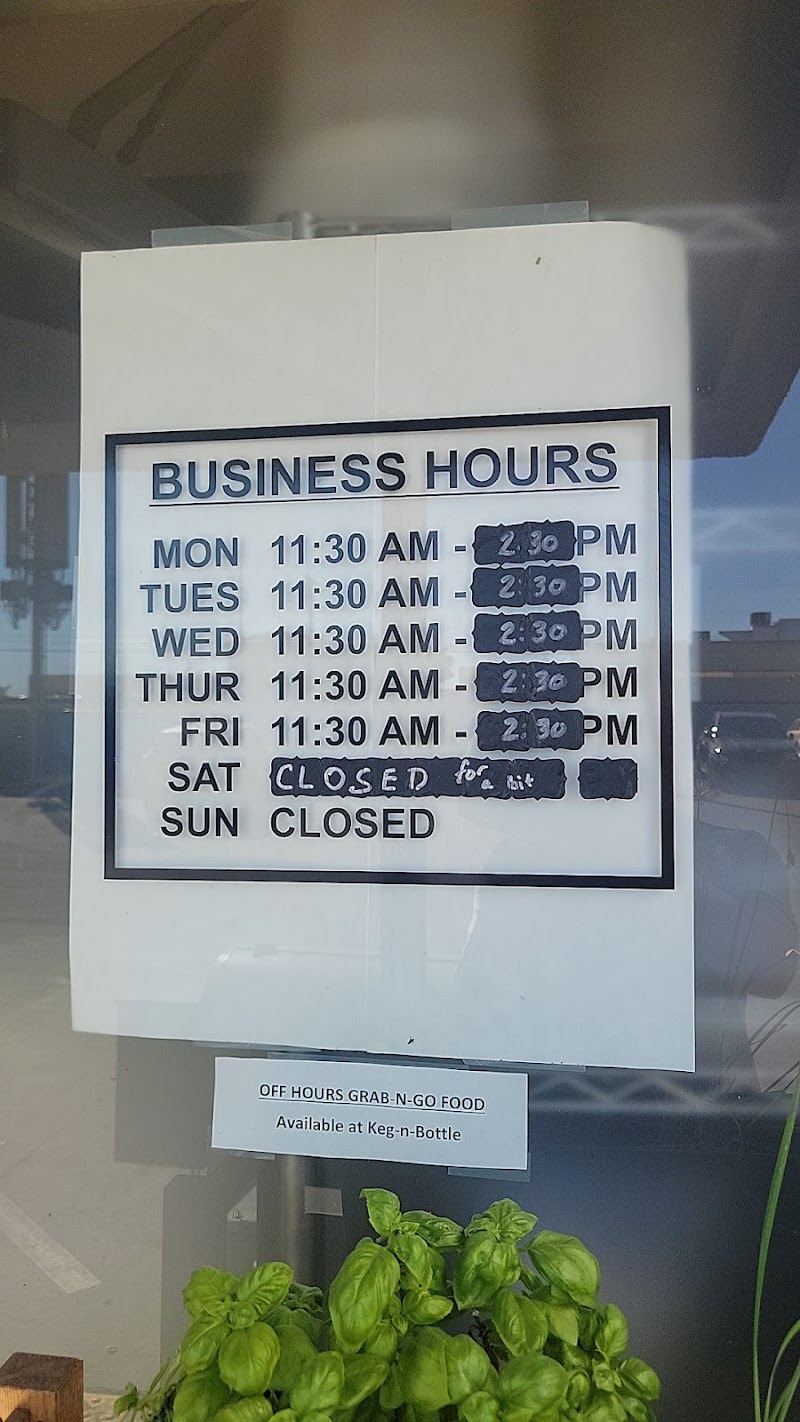 BUSINESS HOURS
MON 11:30 AM - 2:30 PM
TUES 11:30 AM - 2:30 PM
WED 11:30 AM - 2:30 PM
THUR 11:30 AM - 2:30 PM
FRI 11:30 AM - 2:30 PM
SAT CLOSED for a bit
SUN CLOSED
OFF HOURS GRAB-N-GO FOOD
Available at Keg-n-Bottle